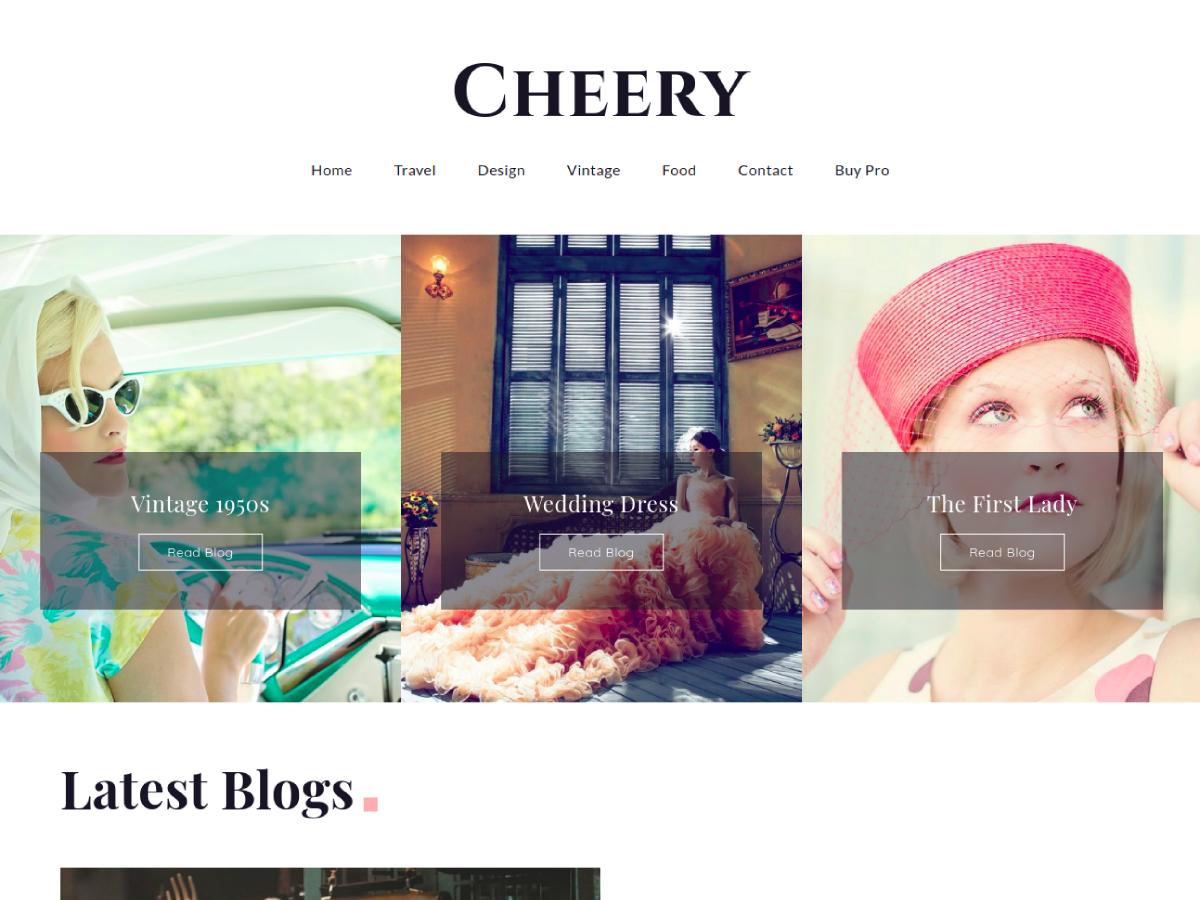 Cheery
Home Travel Design Vintage Food Contact Buy Pro
Vintage 1950s
Read Blog
Wedding Dress
Read Blog
The First Lady
Read Blog
Latest Blogs